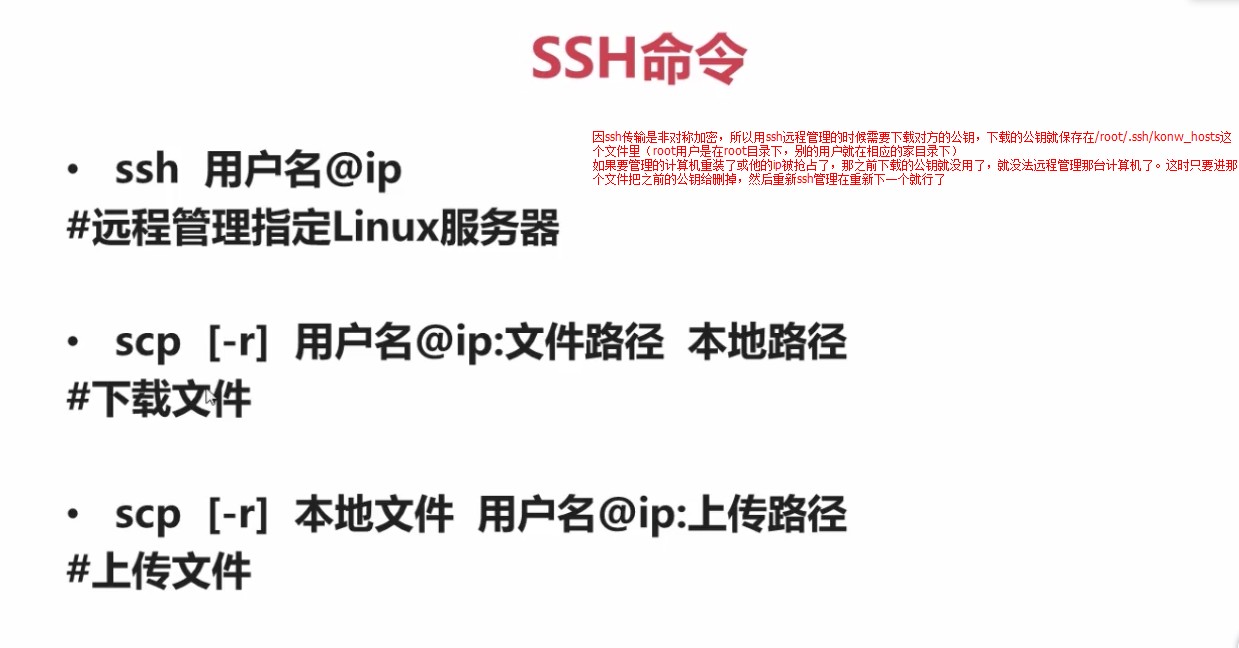 SSH命令
因ssh传输是非对称加密，所以用ssh远程管理的时候需要下载对方的公钥，下载的公钥就保存在/root/.ssh/konw_hosts这
个文件里（root用户是在root目录下，别的用户就在相应的家目录下）
如果要管理的计算机重装了或他的ip被抢占了，那之前下载的公钥就没用了，就没法远程管理那台计算机了。这时只要进那
个文件把之前的公钥给删掉，然后重新ssh管理在重新下一个就行了
• ssh 用户名@ip
#远程管理指定Linux服务器
• scp [-r] 用户名@ip:文件路径 本地路径
#下载文件
• scp [-r] 本地文件 用户名@ip:上传路径
#上传文件